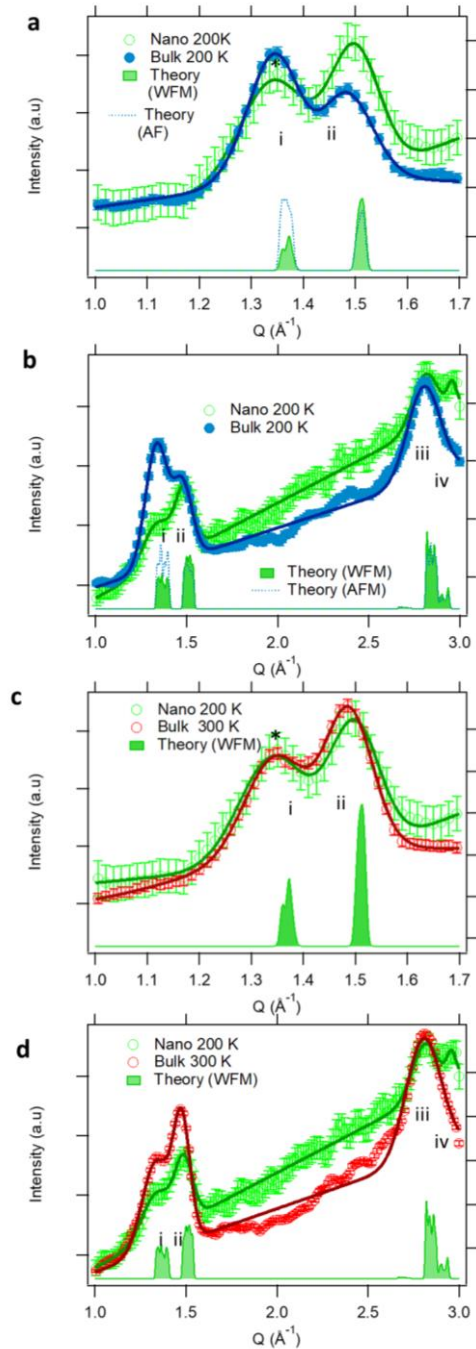 a
Nano 200K
Bulk 200 K
Theory
(WFM)
Theory
(AF)
*
i
ii
Intensity (a.u)
1.0 1.1 1.2 1.3 1.4 1.5 1.6 1.7
Q (Å⁻¹)
b
Nano 200 K
Bulk 200 K
i
ii
iii
iv
Theory (WFM)
Theory (AFM)
Intensity (a.u)
1.0 1.5 2.0 2.5 3.0
Q (Å⁻¹)
c
Nano 200 K
Bulk 300 K
Theory (WFM)
*
i
ii
Intensity (a.u)
1.0 1.1 1.2 1.3 1.4 1.5 1.6 1.7
Q (Å⁻¹)
d
Nano 200 K
Bulk 300 K
Theory (WFM)
i
ii
iii
iv
Intensity (a.u)
1.0 1.5 2.0 2.5 3.0
Q (Å⁻¹)